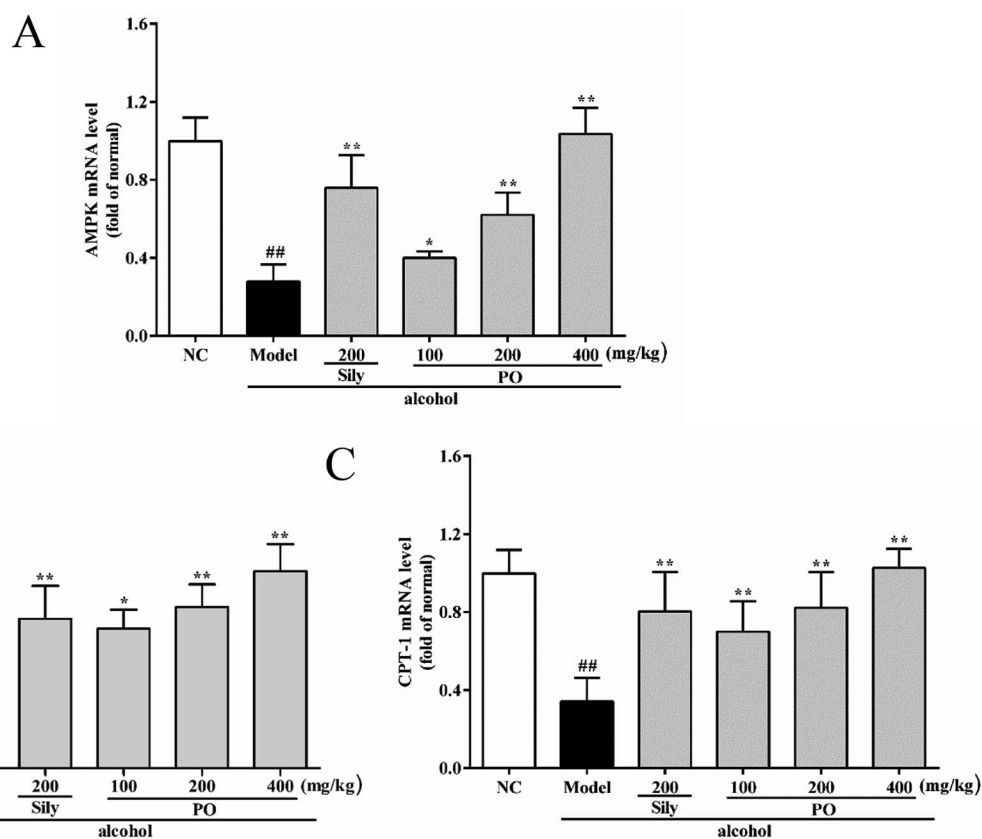 A
AMPK mRNA level
(fold of normal)
1.6
1.2
0.8
0.4
0.0
##
**
*
**
**
NC Model 200 100 200 400 (mg/kg)
Sily PO
alcohol
**
*
**
**
200 100 200 400 (mg/kg)
Sily PO
alcohol
C
CPT-1 mRNA level
(fold of normal)
1.6
1.2
0.8
0.4
0.0
##
**
**
**
**
NC Model 200 100 200 400 (mg/kg)
Sily PO
alcohol